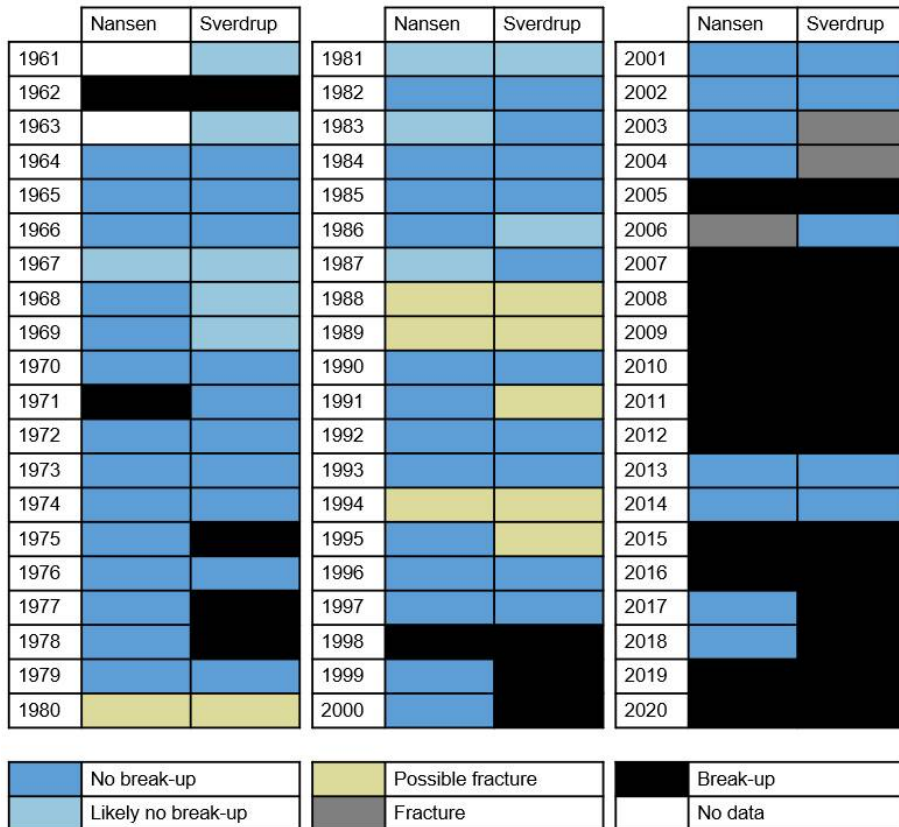 Nansen Sverdrup Nansen Sverdrup Nansen Sverdrup
1961 1981 2001
1962 1982 2002
1963 1983 2003
1964 1984 2004
1965 1985 2005
1966 1986 2006
1967 1987 2007
1968 1988 2008
1969 1989 2009
1970 1990 2010
1971 1991 2011
1972 1992 2012
1973 1993 2013
1974 1994 2014
1975 1995 2015
1976 1996 2016
1977 1997 2017
1978 1998 2018
1979 1999 2019
1980 2000 2020
No break-up Possible fracture Break-up
Likely no break-up Fracture No data